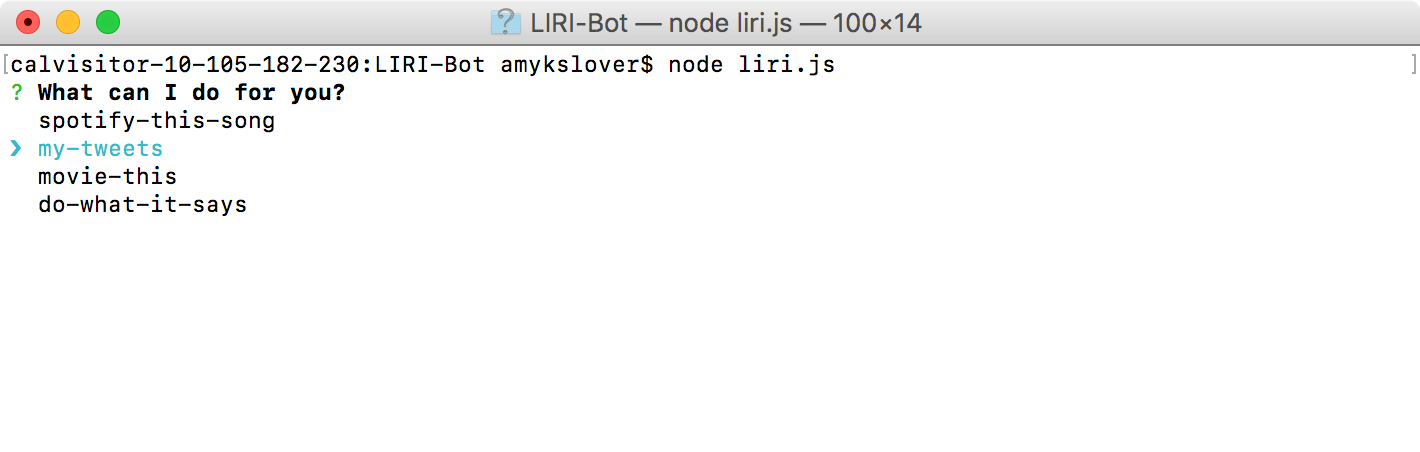 LIRI-Bot — node liri.js — 100×14
[calvisitor-10-105-182-230:LIRI-Bot amykslover$ node liri.js ]
? What can I do for you?
spotify-this-song
❯ my-tweets
movie-this
do-what-it-says